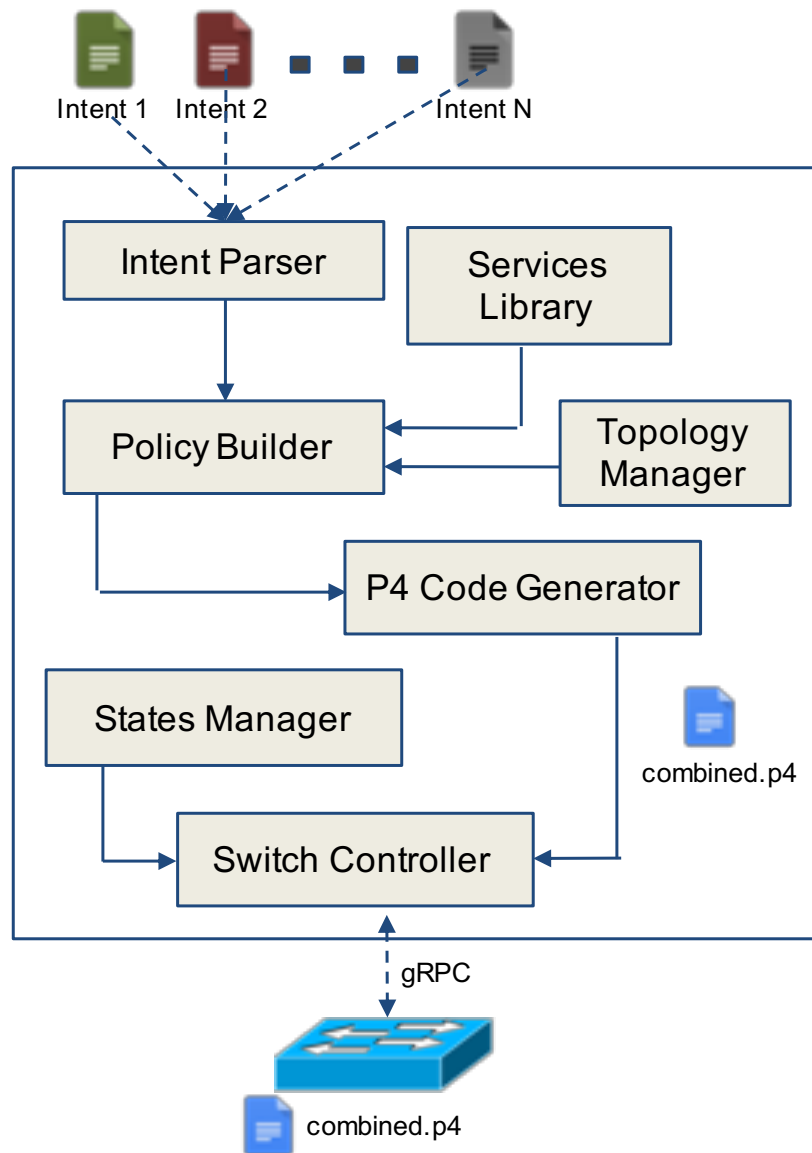 Intent 1
Intent 2
Intent N
Intent Parser
Services
Library
Policy Builder
Topology
Manager
P4 Code Generator
States Manager
combined.p4
Switch Controller
gRPC
combined.p4